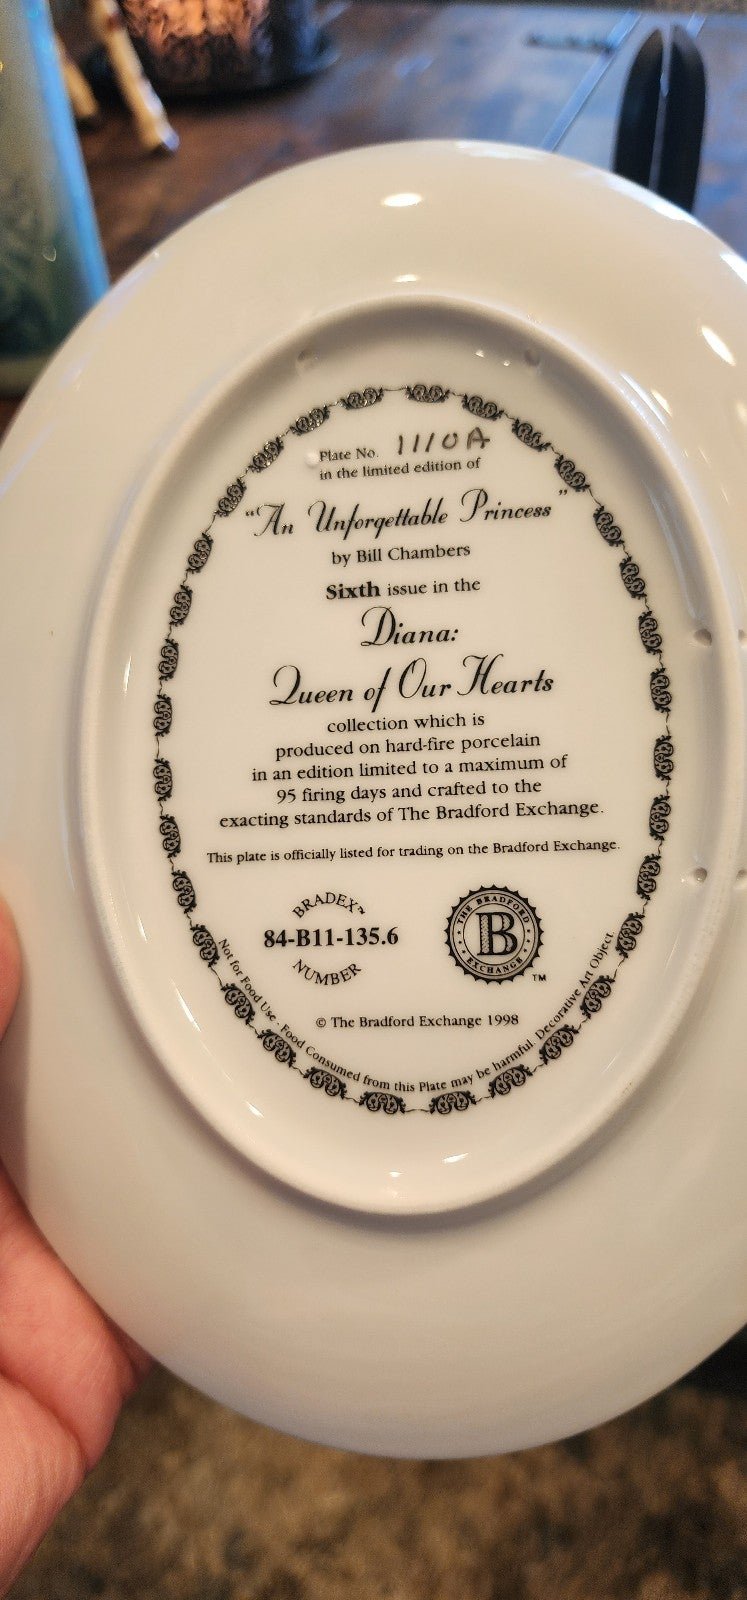 Plate No. 1110A
in the limited edition of
"An Unforgettable Princess"
by Bill Chambers
Sixth issue in the
Diana:
Queen of Our Hearts
collection which is
produced on hard-fire porcelain
in an edition limited to a maximum of
95 firing days and crafted to the
exacting standards of The Bradford Exchange.
This plate is officially listed for trading on the Bradford Exchange.
BRADEX™
84-B11-135.6
NUMBER
THE BRADFORD
B
EXCHANGE
™
© The Bradford Exchange 1998
Not for Food Use · Food Consumed from this Plate may be harmful. Decorative Art Object.